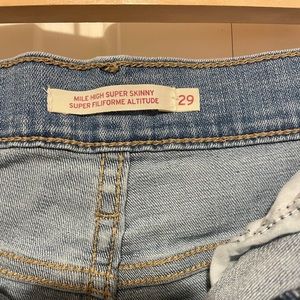 MILE HIGH SUPER SKINNY
SUPER FILIFORME ALTITUDE
29